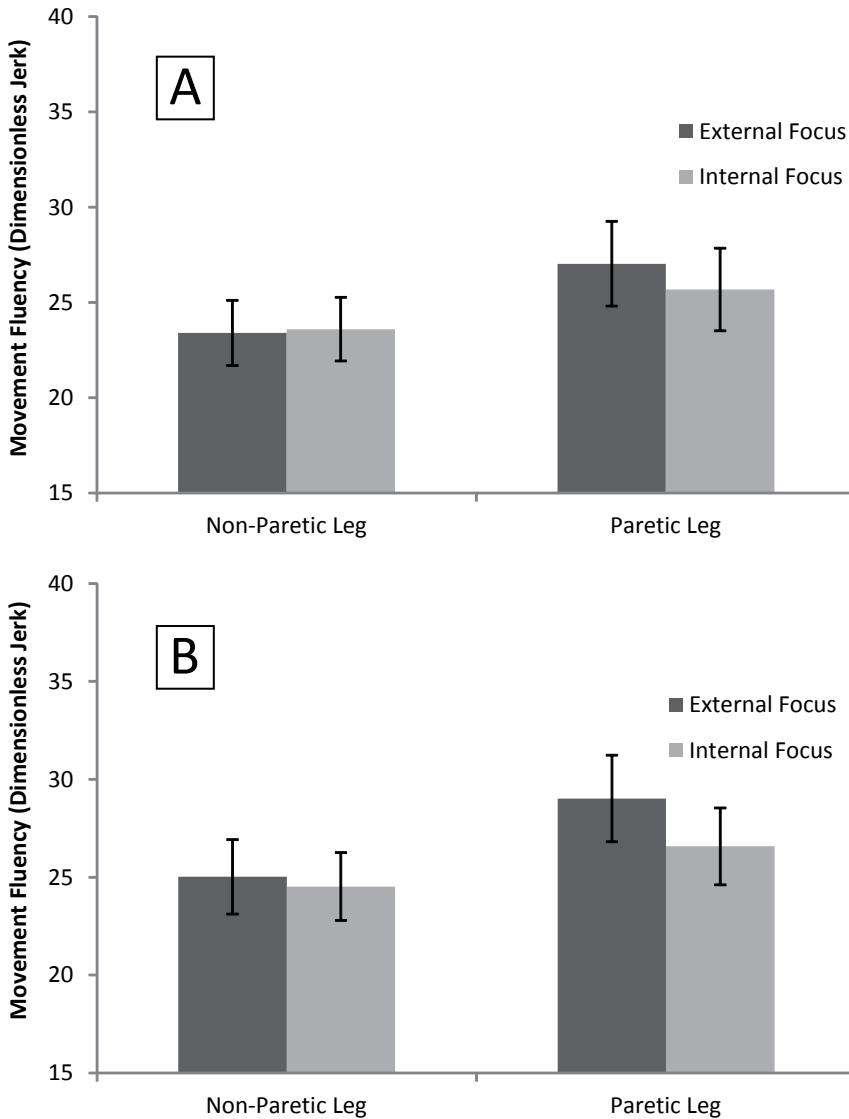 Movement Fluency (Dimensionless Jerk)
40
35
30
25
20
15
A
External Focus
Internal Focus
Non-Paretic Leg
Paretic Leg
Movement Fluency (Dimensionless Jerk)
40
35
30
25
20
15
B
External Focus
Internal Focus
Non-Paretic Leg
Paretic Leg